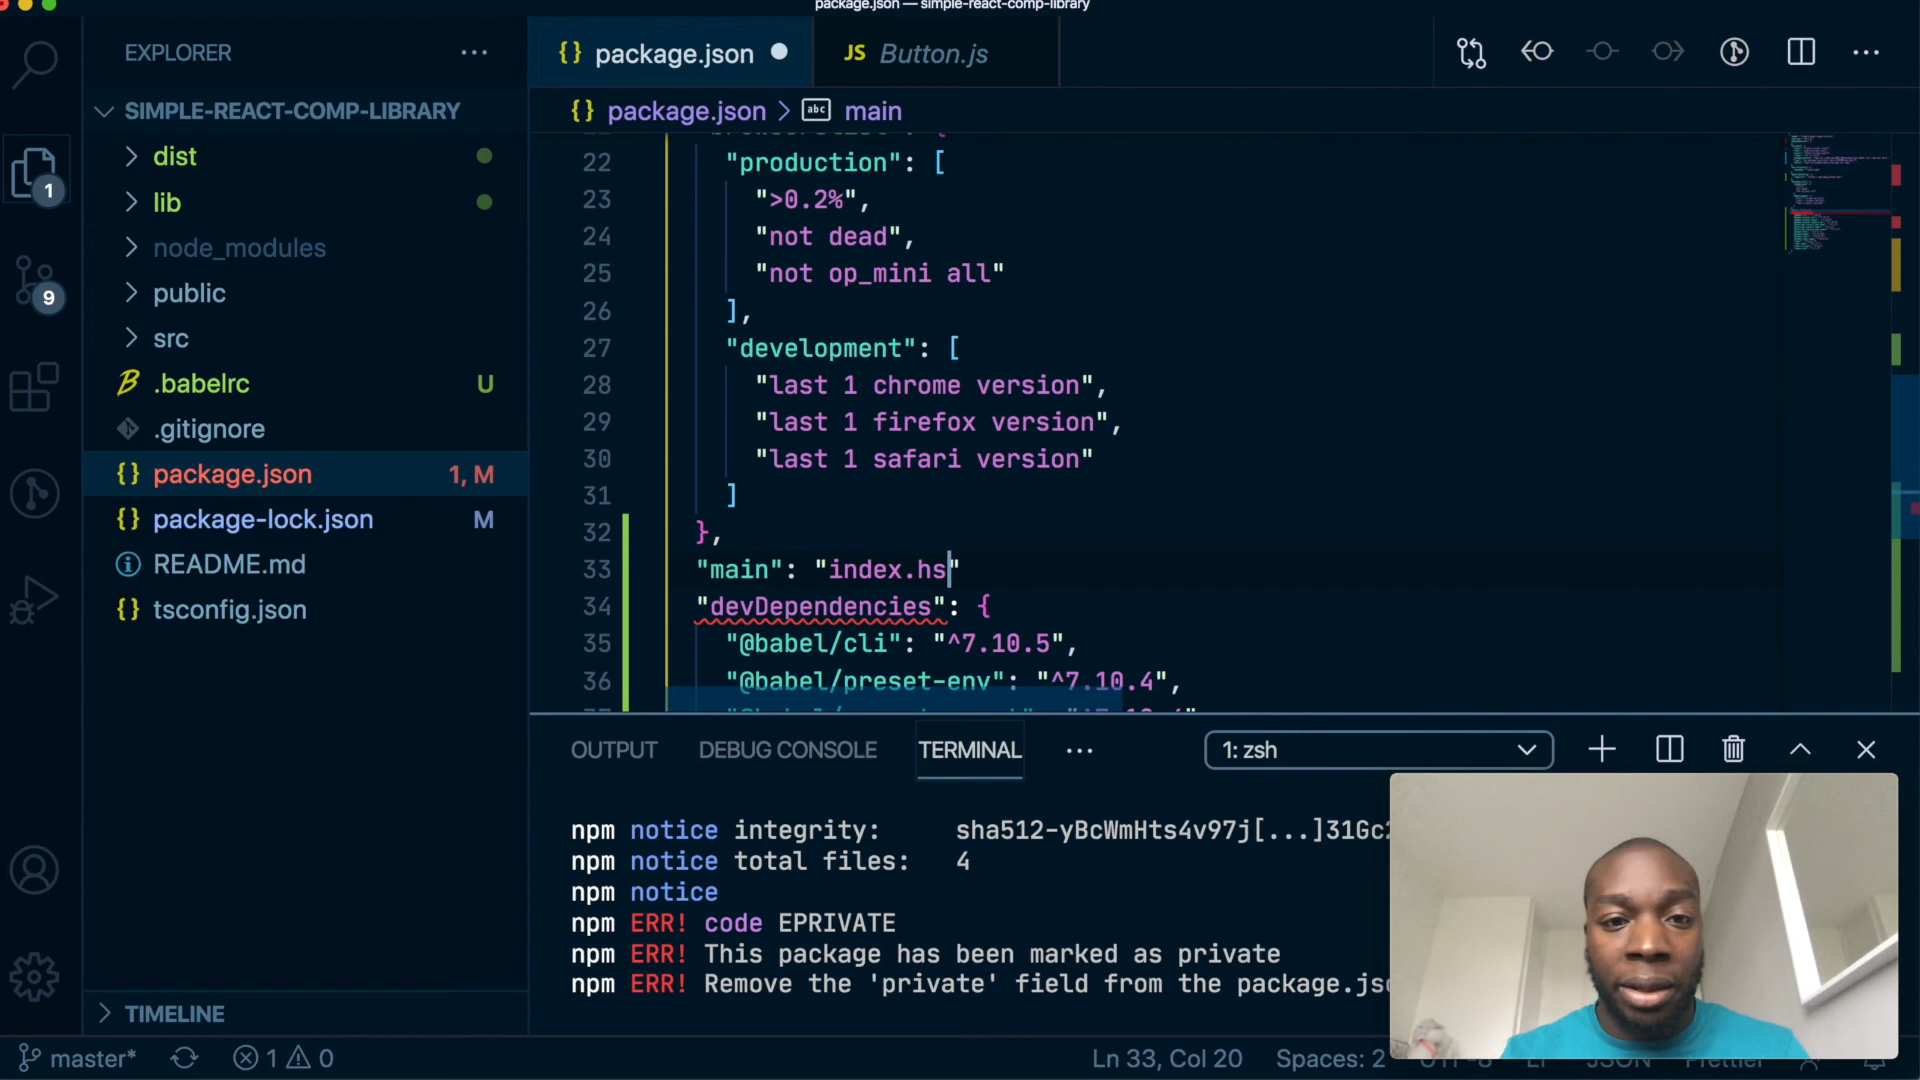 package.json — simple-react-comp-library
EXPLORER
{} package.json
JS Button.js
SIMPLE-REACT-COMP-LIBRARY
{} package.json > abc main
dist
lib
node_modules
public
src
.babelrc U
.gitignore
{} package.json 1, M
{} package-lock.json M
README.md
{} tsconfig.json
TIMELINE
1
9
22 "production": [
23 ">0.2%",
24 "not dead",
25 "not op_mini all"
26 ],
27 "development": [
28 "last 1 chrome version",
29 "last 1 firefox version",
30 "last 1 safari version"
31 ]
32 },
33 "main": "index.hs"
34 "devDependencies": {
35 "@babel/cli": "^7.10.5",
36 "@babel/preset-env": "^7.10.4",
OUTPUT DEBUG CONSOLE TERMINAL ··· 1: zsh
npm notice integrity: sha512-yBcWmHts4v97j[...]31Gc
npm notice total files: 4
npm notice
npm ERR! code EPRIVATE
npm ERR! This package has been marked as private
npm ERR! Remove the 'private' field from the package.js
master* 1 0 Ln 33, Col 20 Spaces: 2